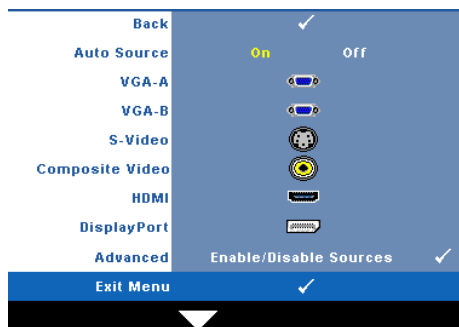 Back
Auto Source On Off
VGA-A
VGA-B
S-Video
Composite Video
HDMI
DisplayPort
Advanced Enable/Disable Sources
Exit Menu